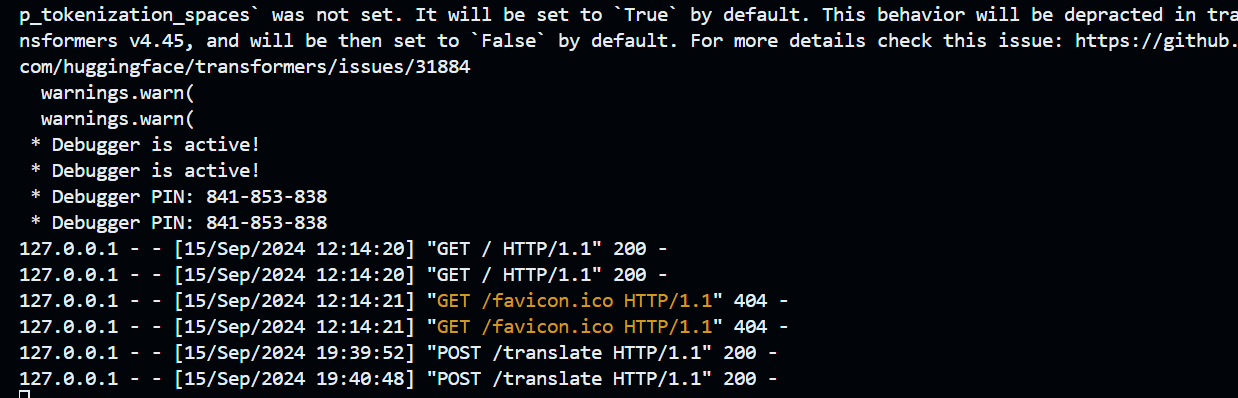 p_tokenization_spaces` was not set. It will be set to `True` by default. This behavior will be depracted in tra
nsformers v4.45, and will be then set to `False` by default. For more details check this issue: https://github.
com/huggingface/transformers/issues/31884
  warnings.warn(
  warnings.warn(
 * Debugger is active!
 * Debugger is active!
 * Debugger PIN: 841-853-838
 * Debugger PIN: 841-853-838
127.0.0.1 - - [15/Sep/2024 12:14:20] "GET / HTTP/1.1" 200 -
127.0.0.1 - - [15/Sep/2024 12:14:20] "GET / HTTP/1.1" 200 -
127.0.0.1 - - [15/Sep/2024 12:14:21] "GET /favicon.ico HTTP/1.1" 404 -
127.0.0.1 - - [15/Sep/2024 12:14:21] "GET /favicon.ico HTTP/1.1" 404 -
127.0.0.1 - - [15/Sep/2024 19:39:52] "POST /translate HTTP/1.1" 200 -
127.0.0.1 - - [15/Sep/2024 19:40:48] "POST /translate HTTP/1.1" 200 -